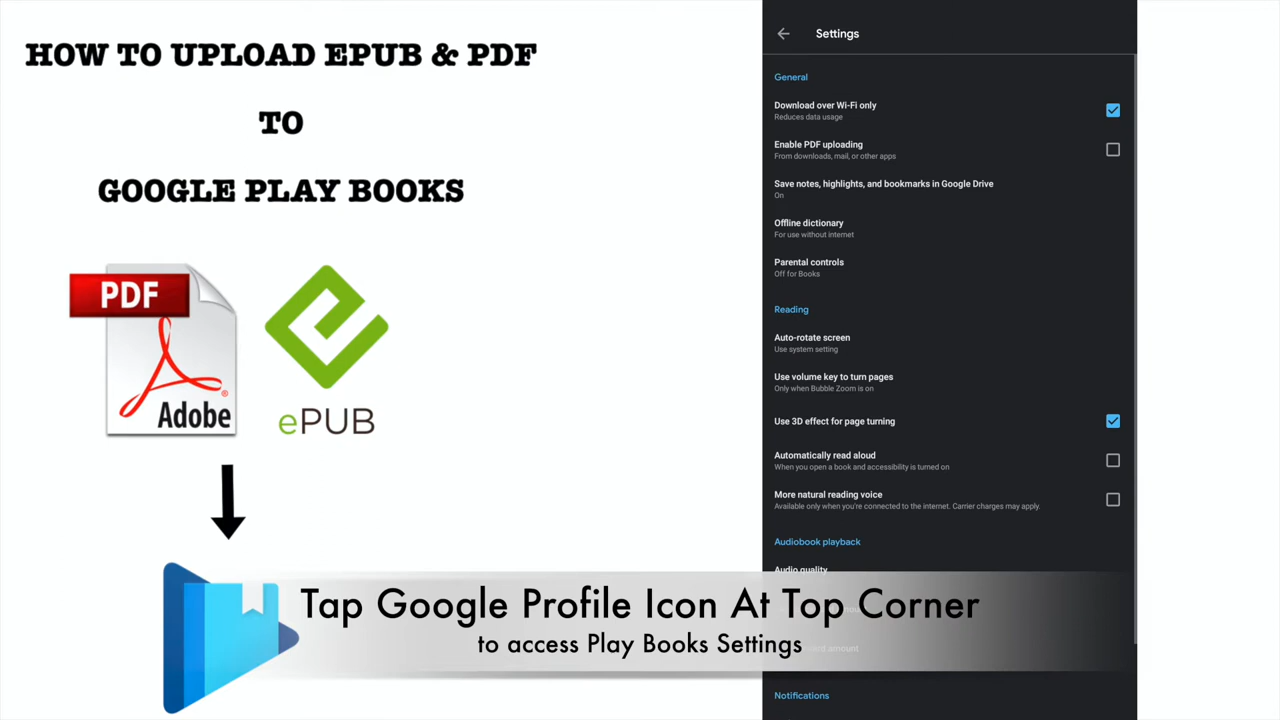 HOW TO UPLOAD EPUB & PDF
TO
GOOGLE PLAY BOOKS
PDF
Adobe
®
ePUB
Settings
General
Download over Wi-Fi only
Reduces data usage
Enable PDF uploading
From downloads, mail, or other apps
Save notes, highlights, and bookmarks in Google Drive
On
Offline dictionary
For use without internet
Parental controls
Off for Books
Reading
Auto-rotate screen
Use system setting
Use volume key to turn pages
Only when Bubble Zoom is on
Use 3D effect for page turning
Automatically read aloud
When you open a book and accessibility is turned on
More natural reading voice
Available only when you're connected to the internet. Carrier charges may apply.
Audiobook playback
Audio quality
amount
Notifications
Tap Google Profile Icon At Top Corner
to access Play Books Settings